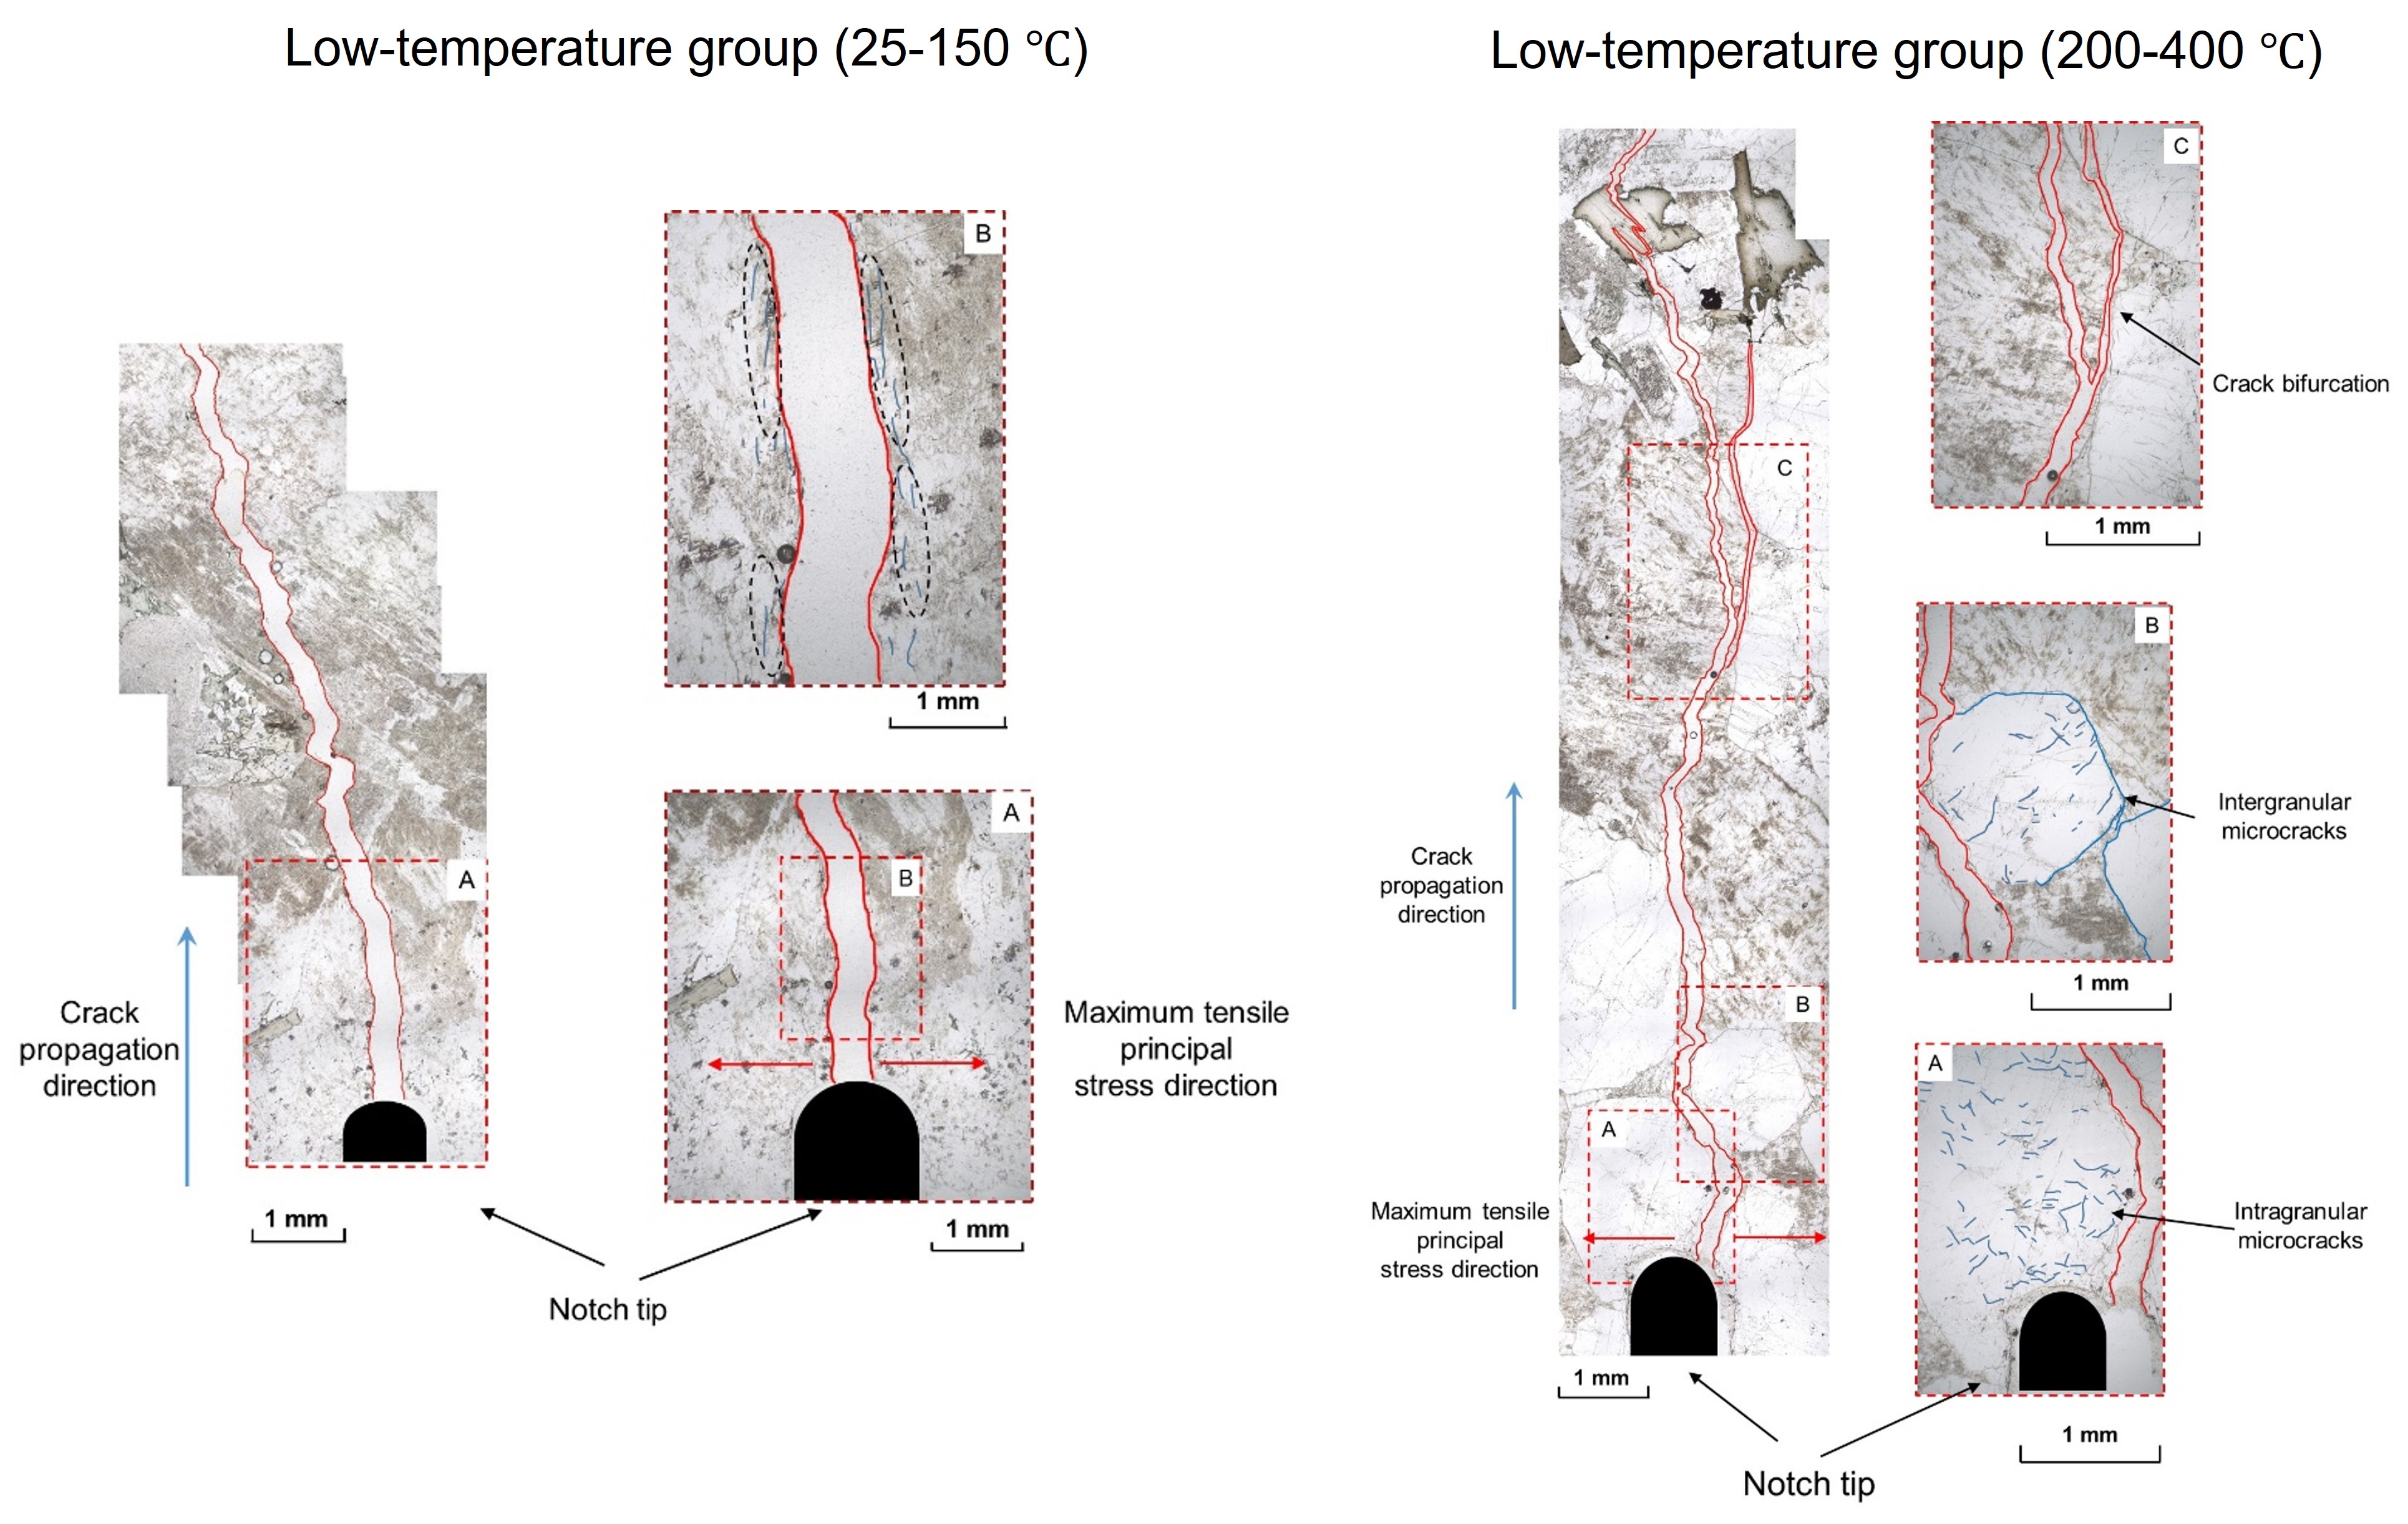 Low-temperature group (25-150 ℃)
B
1 mm
A
B
Maximum tensile
principal
stress direction
1 mm
A
Crack
propagation
direction
1 mm
Notch tip
Low-temperature group (200-400 ℃)
C
Crack bifurcation
1 mm
C
B
Intergranular
microcracks
1 mm
Crack
propagation
direction
B
A
Maximum tensile
principal
stress direction
A
Intragranular
microcracks
1 mm
1 mm
Notch tip